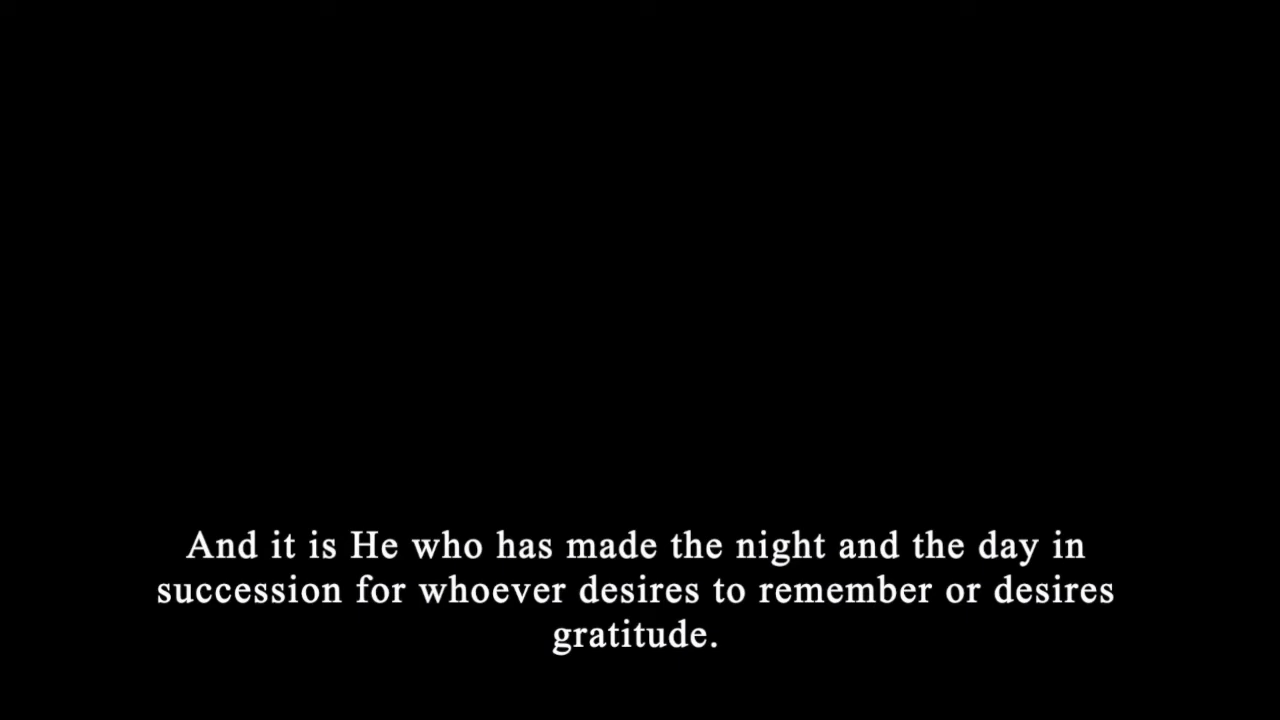 And it is He who has made the night and the day in
succession for whoever desires to remember or desires
gratitude.